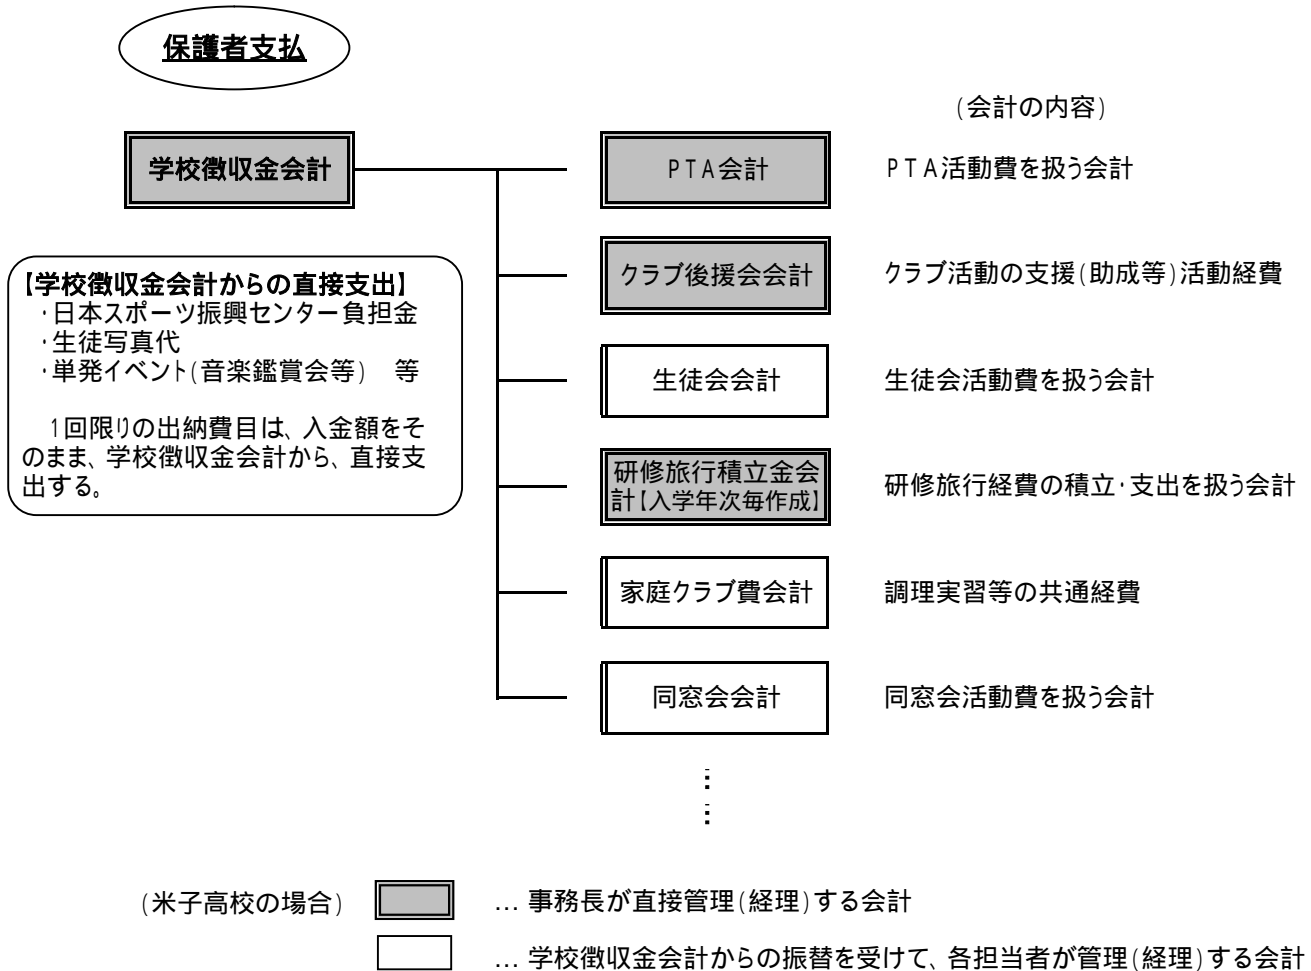 保護者支払
(会計の内容)
学校徴収金会計
PTA会計
PTA活動費を扱う会計
クラブ後援会会計
クラブ活動の支援(助成等)活動経費
【学校徴収金会計からの直接支出】
・日本スポーツ振興センター負担金
・生徒写真代
・単発イベント(音楽鑑賞会等) 等
1回限りの出納費目は、入金額をそ
のまま、学校徴収金会計から、直接支
出する。
生徒会会計
生徒会活動費を扱う会計
研修旅行積立金会
計【入学年次毎作成】
研修旅行経費の積立・支出を扱う会計
家庭クラブ費会計
調理実習等の共通経費
同窓会会計
同窓会活動費を扱う会計
(米子高校の場合)
… 事務長が直接管理(経理)する会計
… 学校徴収金会計からの振替を受けて、各担当者が管理(経理)する会計